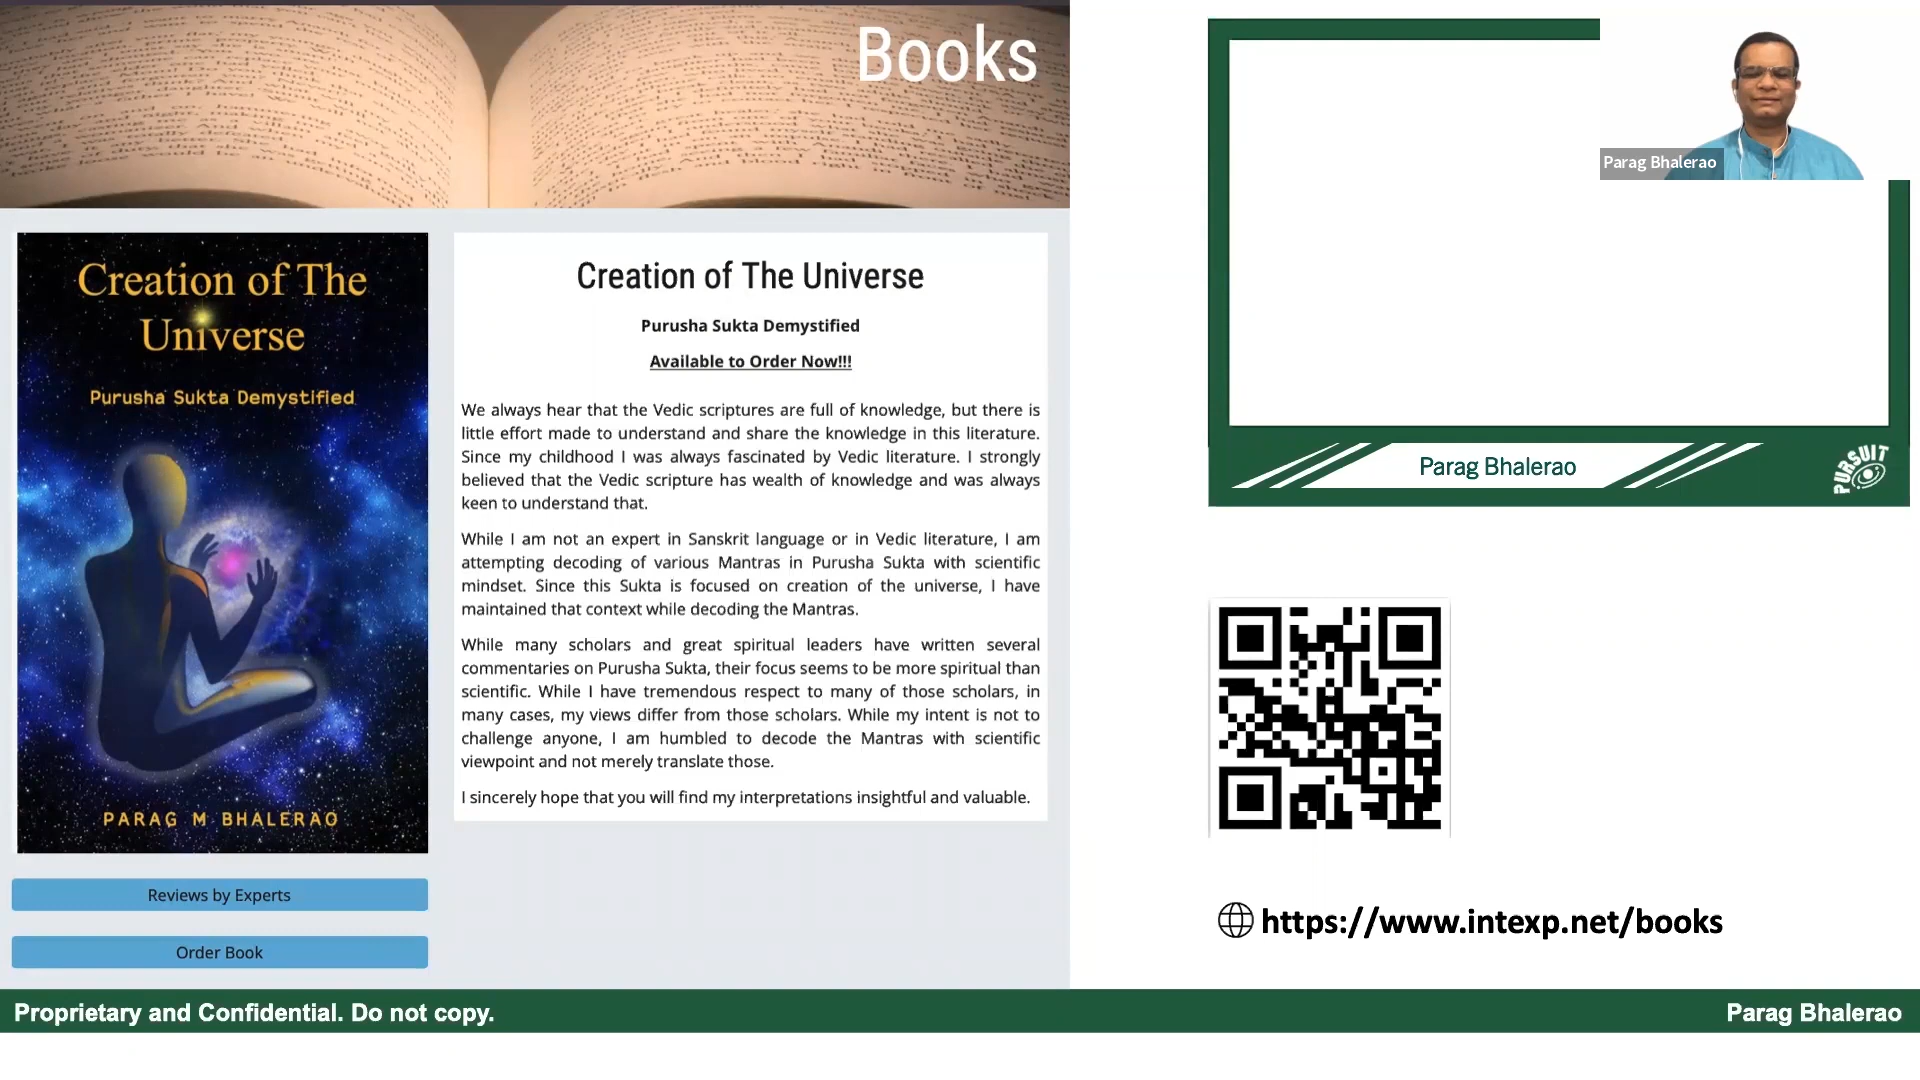 Books
Creation of The
Universe
Purusha Sukta Demystified
PARAG M BHALERAO
Reviews by Experts
Order Book
Creation of The Universe
Purusha Sukta Demystified
Available to Order Now!!!
We always hear that the Vedic scriptures are full of knowledge, but there is
little effort made to understand and share the knowledge in this literature.
Since my childhood I was always fascinated by Vedic literature. I strongly
believed that the Vedic scripture has wealth of knowledge and was always
keen to understand that.
While I am not an expert in Sanskrit language or in Vedic literature, I am
attempting decoding of various Mantras in Purusha Sukta with scientific
mindset. Since this Sukta is focused on creation of the universe, I have
maintained that context while decoding the Mantras.
While many scholars and great spiritual leaders have written several
commentaries on Purusha Sukta, their focus seems to be more spiritual than
scientific. While I have tremendous respect to many of those scholars, in
many cases, my views differ from those scholars. While my intent is not to
challenge anyone, I am humbled to decode the Mantras with scientific
viewpoint and not merely translate those.
I sincerely hope that you will find my interpretations insightful and valuable.
Parag Bhalerao
Parag Bhalerao
PURSUIT
https://www.intexp.net/books
Proprietary and Confidential. Do not copy.
Parag Bhalerao